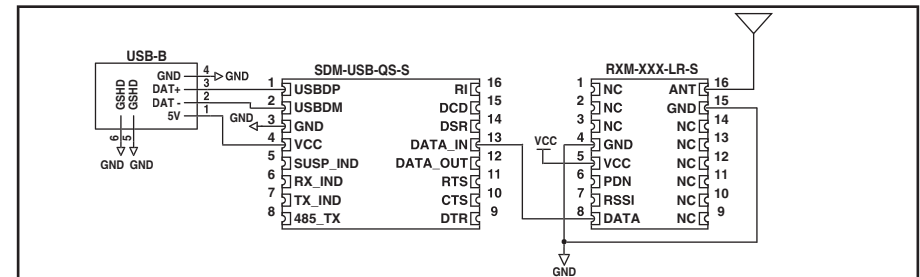 USB-B
GND 4 GND
DAT+ 3
DAT - 2
5V 1
GSHD GSHD
6 5
GND GND
SDM-USB-QS-S
1 USBDP RI 16
2 USBDM DCD 15
GND 3 GND DSR 14
4 VCC DATA_IN 13
5 SUSP_IND DATA_OUT 12
6 RX_IND RTS 11
7 TX_IND CTS 10
8 485_TX DTR 9
RXM-XXX-LR-S
1 NC ANT 16
2 NC GND 15
3 NC NC 14
4 GND NC 13
VCC 5 VCC NC 12
6 PDN NC 11
7 RSSI NC 10
8 DATA NC 9
GND